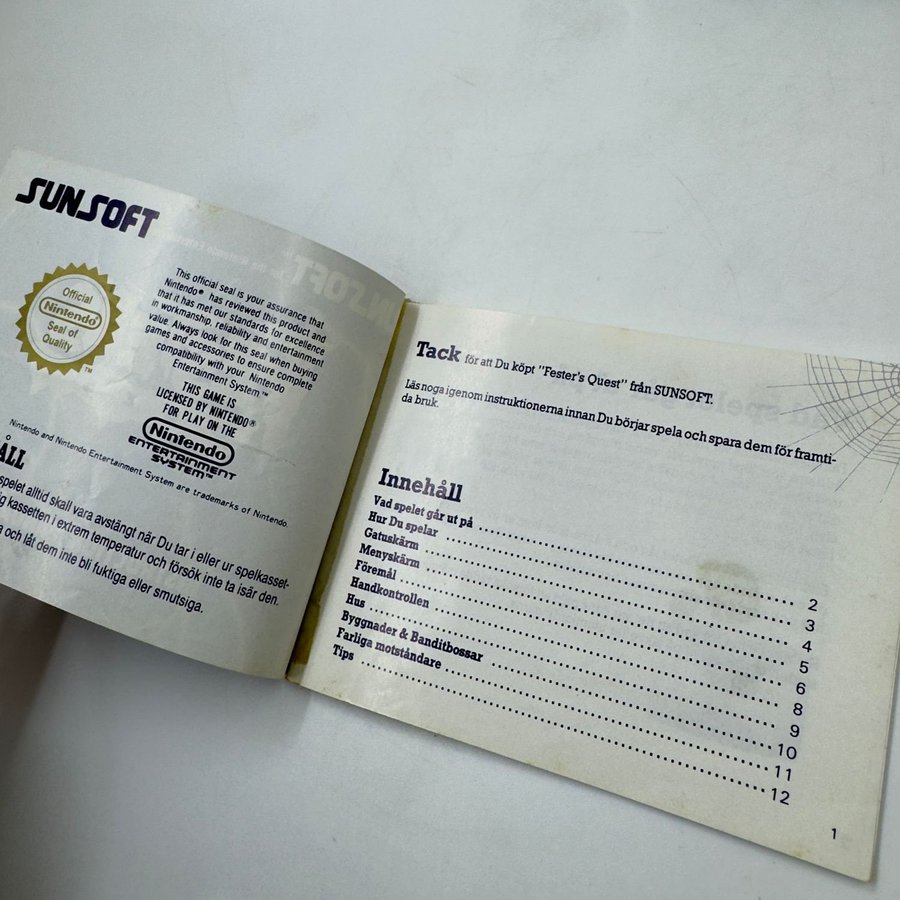 SUNSOFT
Official
Nintendo®
Seal of
Quality
TM
This official seal is your assurance that
Nintendo® has reviewed this product and
that it has met our standards for excellence
in workmanship, reliability and entertainment
value. Always look for this seal when buying
games and accessories to ensure complete
compatibility with your Nintendo
Entertainment System.™
THIS GAME IS
LICENSED BY NINTENDO®
FOR PLAY ON THE
Nintendo®
ENTERTAINMENT
SYSTEM™
Nintendo and Nintendo Entertainment System are trademarks of Nintendo
spelet alltid skall vara avstängt när Du tar i eller ur spelkasset-
kassetten i extrem temperatur och försök inte ta isär den.
och låt dem inte bli fuktiga eller smutsiga.
Tack för att Du köpt "Fester's Quest" från SUNSOFT.
Läs noga igenom instruktionerna innan Du börjar spela och spara dem för framti-
da bruk.
Innehåll
Vad spelet går ut på 2
Hur Du spelar 3
Gatuskärm 4
Menyskärm 5
Föremål 6
Handkontrollen 8
Hus 9
Byggnader & Banditbossar 10
Farliga motståndare 11
Tips 12
1